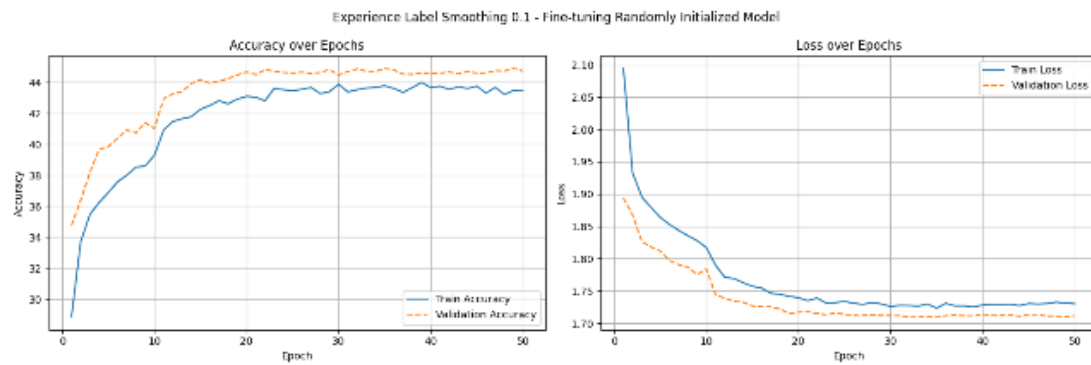 Experience Label Smoothing 0.1 - Fine-tuning Randomly Initialized Model
Accuracy over Epochs
44
42
40
38
36
34
32
30
Accuracy
Train Accuracy
Validation Accuracy
0 10 20 30 40 50
Epoch
Loss over Epochs
2.10
2.05
2.00
1.95
1.90
1.85
1.80
1.75
1.70
Loss
Train Loss
Validation Loss
0 10 20 30 40 50
Epoch